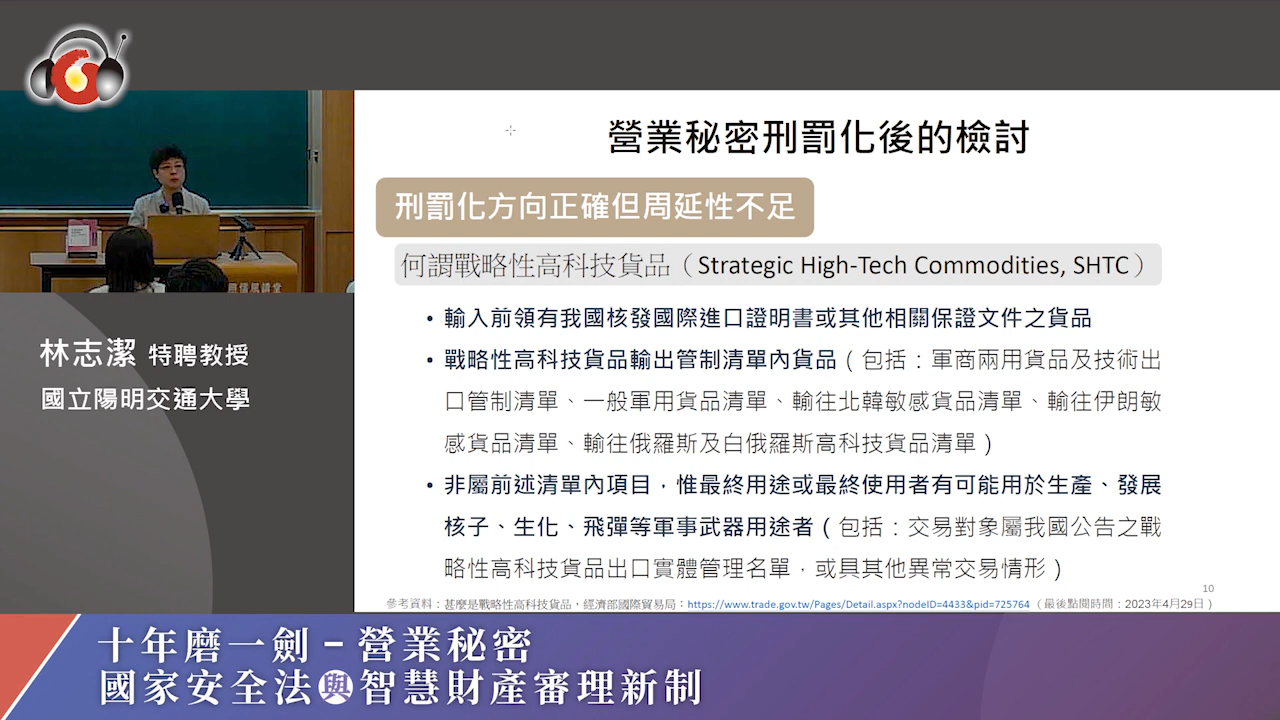 營業秘密刑罰化後的檢討
刑罰化方向正確但周延性不足
何謂戰略性高科技貨品（Strategic High-Tech Commodities, SHTC）
• 輸入前領有我國核發國際進口證明書或其他相關保證文件之貨品
• 戰略性高科技貨品輸出管制清單內貨品（包括：軍商兩用貨品及技術出
口管制清單、一般軍用貨品清單、輸往北韓敏感貨品清單、輸往伊朗敏
感貨品清單、輸往俄羅斯及白俄羅斯高科技貨品清單）
• 非屬前述清單內項目，惟最終用途或最終使用者有可能用於生產、發展
核子、生化、飛彈等軍事武器用途者（包括：交易對象屬我國公告之戰
略性高科技貨品出口實體管理名單，或具其他異常交易情形）
10
參考資料：甚麼是戰略性高科技貨品，經濟部國際貿易局：https://www.trade.gov.tw/Pages/Detail.aspx?nodeID=4433&pid=725764（最後點閱時間：2023年4月29日）
林志潔 特聘教授
國立陽明交通大學
十年磨一劍－營業秘密
國家安全法與智慧財產審理新制